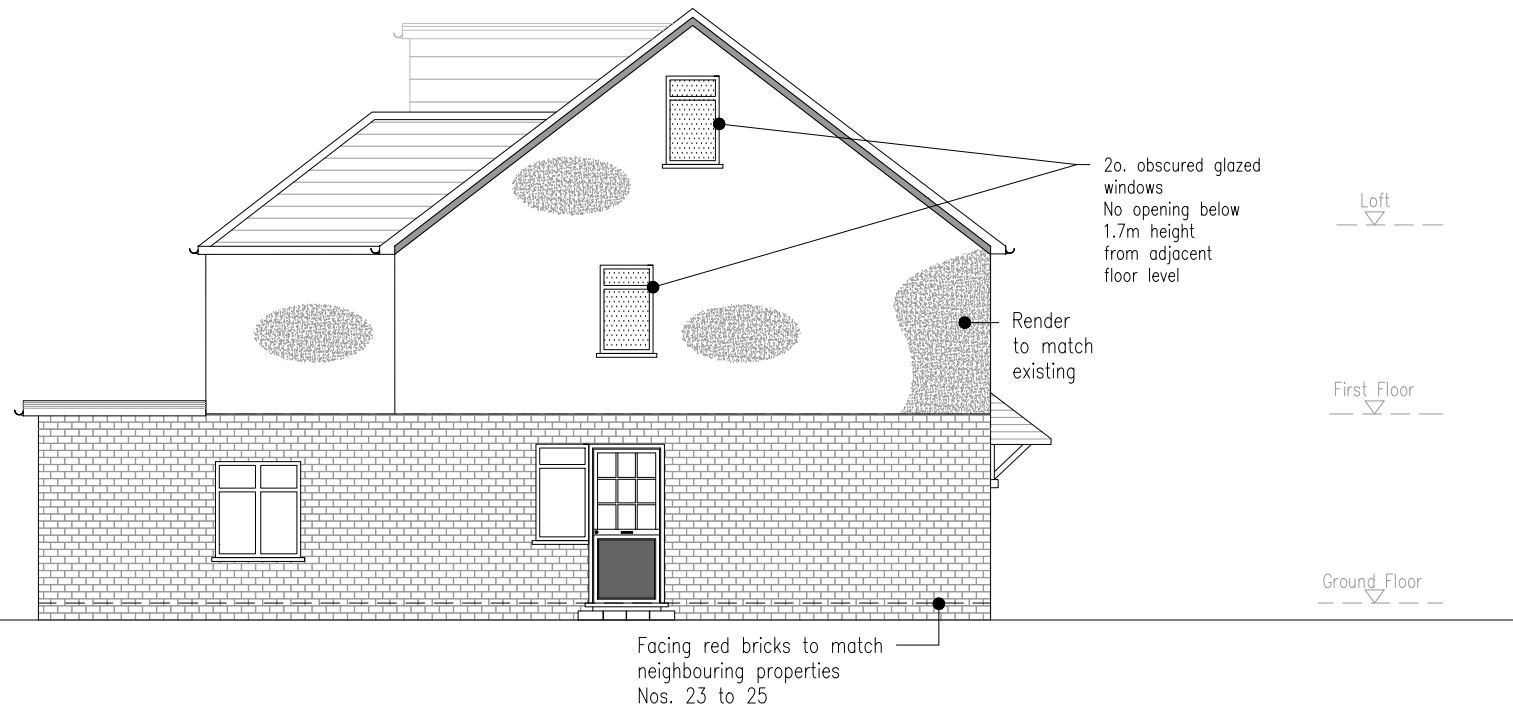 2o. obscured glazed
windows
No opening below
1.7m height
from adjacent
floor level
Loft
Render
to match
existing
First Floor
Ground Floor
Facing red bricks to match
neighbouring properties
Nos. 23 to 25